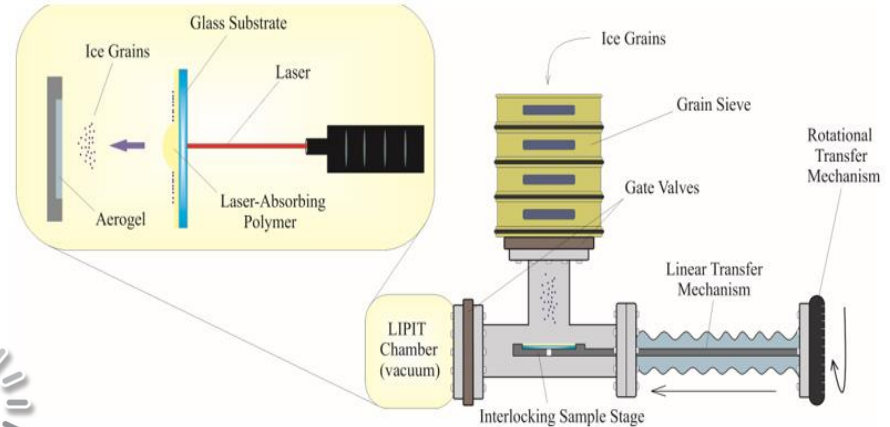 Glass Substrate
Ice Grains
Laser
Aerogel
Laser-Absorbing
Polymer
Ice Grains
Grain Sieve
Rotational
Transfer
Mechanism
Gate Valves
Linear Transfer
Mechanism
LIPIT
Chamber
(vacuum)
Interlocking Sample Stage